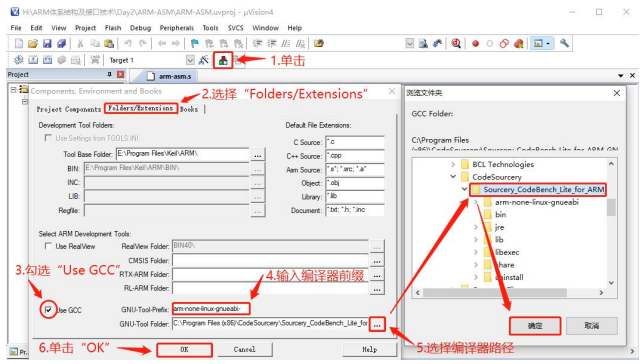 H:\ARM体系结构及接口技术\Day2\ARM-ASM\ARM-ASM.uvproj - µVision4
File Edit View Project Flash Debug Peripherals Tools SVCS Window Help
Target 1
1.单击
Project
arm-asm.s
Components, Environment and Books
2.选择“Folders/Extensions”
Project Components Folders/Extensions Books
Development Tool Folders:
Default File Extensions:
Use Settings from TOOLS.INI:
C Source: *.c
Tool Base Folder: E:\Program Files\Keil\ARM\
C++ Source: *.cpp
BIN: E:\Program Files\Keil\ARM\BIN\
Asm Source: *.s*; *.src; *.a*
INC:
Object: *.obj
LIB:
Library: *.lib
Regfile:
Document: *.txt; *.h; *.inc
Select ARM Development Tools:
Use RealView RealView Folder: BIN40\
CMSIS Folder:
3.勾选“Use GCC”
RTX-ARM Folder:
4.输入编译器前缀
RL-ARM Folder:
Use GCC GNU-Tool-Prefix: arm-none-linux-gnueabi-
GNU-Tool Folder: C:\Program Files (x86)\CodeSourcery\Sourcery_CodeBench_Lite_for
5.选择编译器路径
6.单击“OK”
OK Cancel Help
浏览文件夹
GCC Folder:
C:\Program Files
(x86)\CodeSourcery\Sourcery_CodeBench_Lite_for_ARM_GN
BCL Technologies
CodeSourcery
Sourcery_CodeBench_Lite_for_ARM
arm-none-linux-gnueabi
bin
jre
lib
libexec
share
uninstall
确定 取消